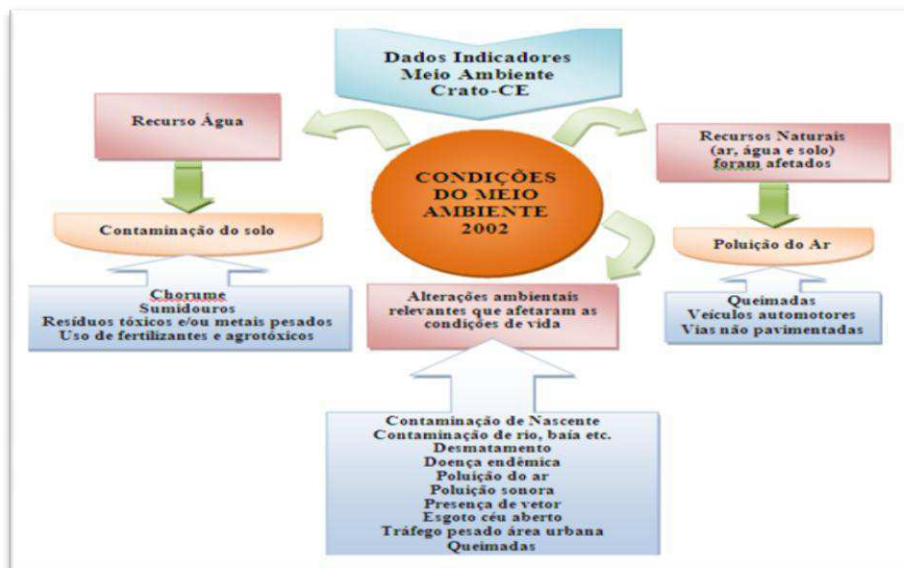 Dados Indicadores
Meio Ambiente
Crato-CE
Recurso Água
Recursos Naturais
(ar, água e solo)
foram afetados
CONDIÇÕES
DO MEIO
AMBIENTE
2002
Contaminação do solo
Poluição do Ar
Chorume
Sumidouros
Resíduos tóxicos e/ou metais pesados
Uso de fertilizantes e agrotóxicos
Alterações ambientais
relevantes que afetaram as
condições de vida
Queimadas
Veículos automotores
Vias não pavimentadas
Contaminação de Nascente
Contaminação de rio, baía etc.
Desmatamento
Doença endêmica
Poluição do ar
Poluição sonora
Presença de vetor
Esgoto céu aberto
Tráfego pesado área urbana
Queimadas